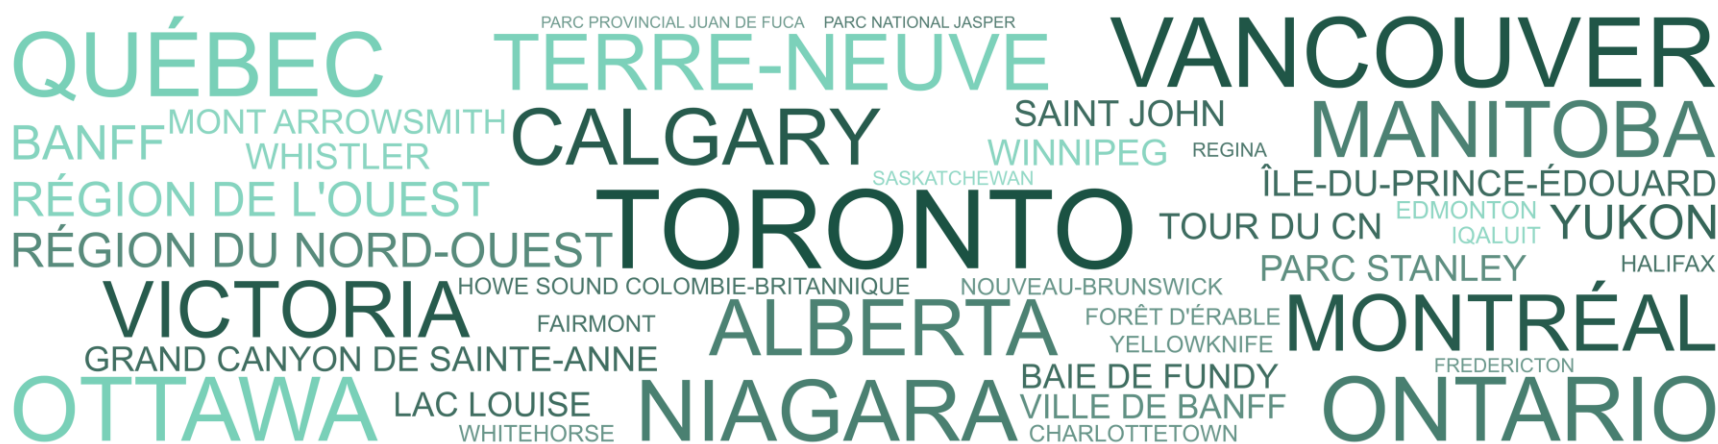 PARC PROVINCIAL JUAN DE FUCA
PARC NATIONAL JASPER
QUÉBEC
TERRE-NEUVE
VANCOUVER
MONT ARROWSMITH
CALGARY
SAINT JOHN
MANITOBA
BANFF
WHISTLER
WINNIPEG
REGINA
SASKATCHEWAN
ÎLE-DU-PRINCE-ÉDOUARD
RÉGION DE L'OUEST
TORONTO
TOUR DU CN
EDMONTON
YUKON
IQALUIT
RÉGION DU NORD-OUEST
PARC STANLEY
HALIFAX
VICTORIA
HOWE SOUND COLOMBIE-BRITANNIQUE
NOUVEAU-BRUNSWICK
FAIRMONT
ALBERTA
FORÊT D'ÉRABLE
MONTRÉAL
YELLOWKNIFE
GRAND CANYON DE SAINTE-ANNE
FREDERICTON
OTTAWA
LAC LOUISE
NIAGARA
BAIE DE FUNDY
ONTARIO
VILLE DE BANFF
WHITEHORSE
CHARLOTTETOWN